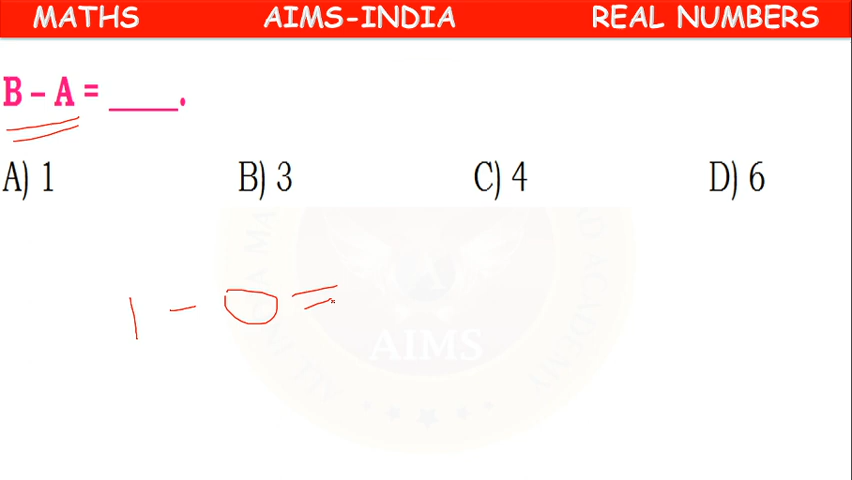 MATHS AIMS-INDIA REAL NUMBERS
B – A = ____.
A) 1 B) 3 C) 4 D) 6
1 - 0 =
AIMS